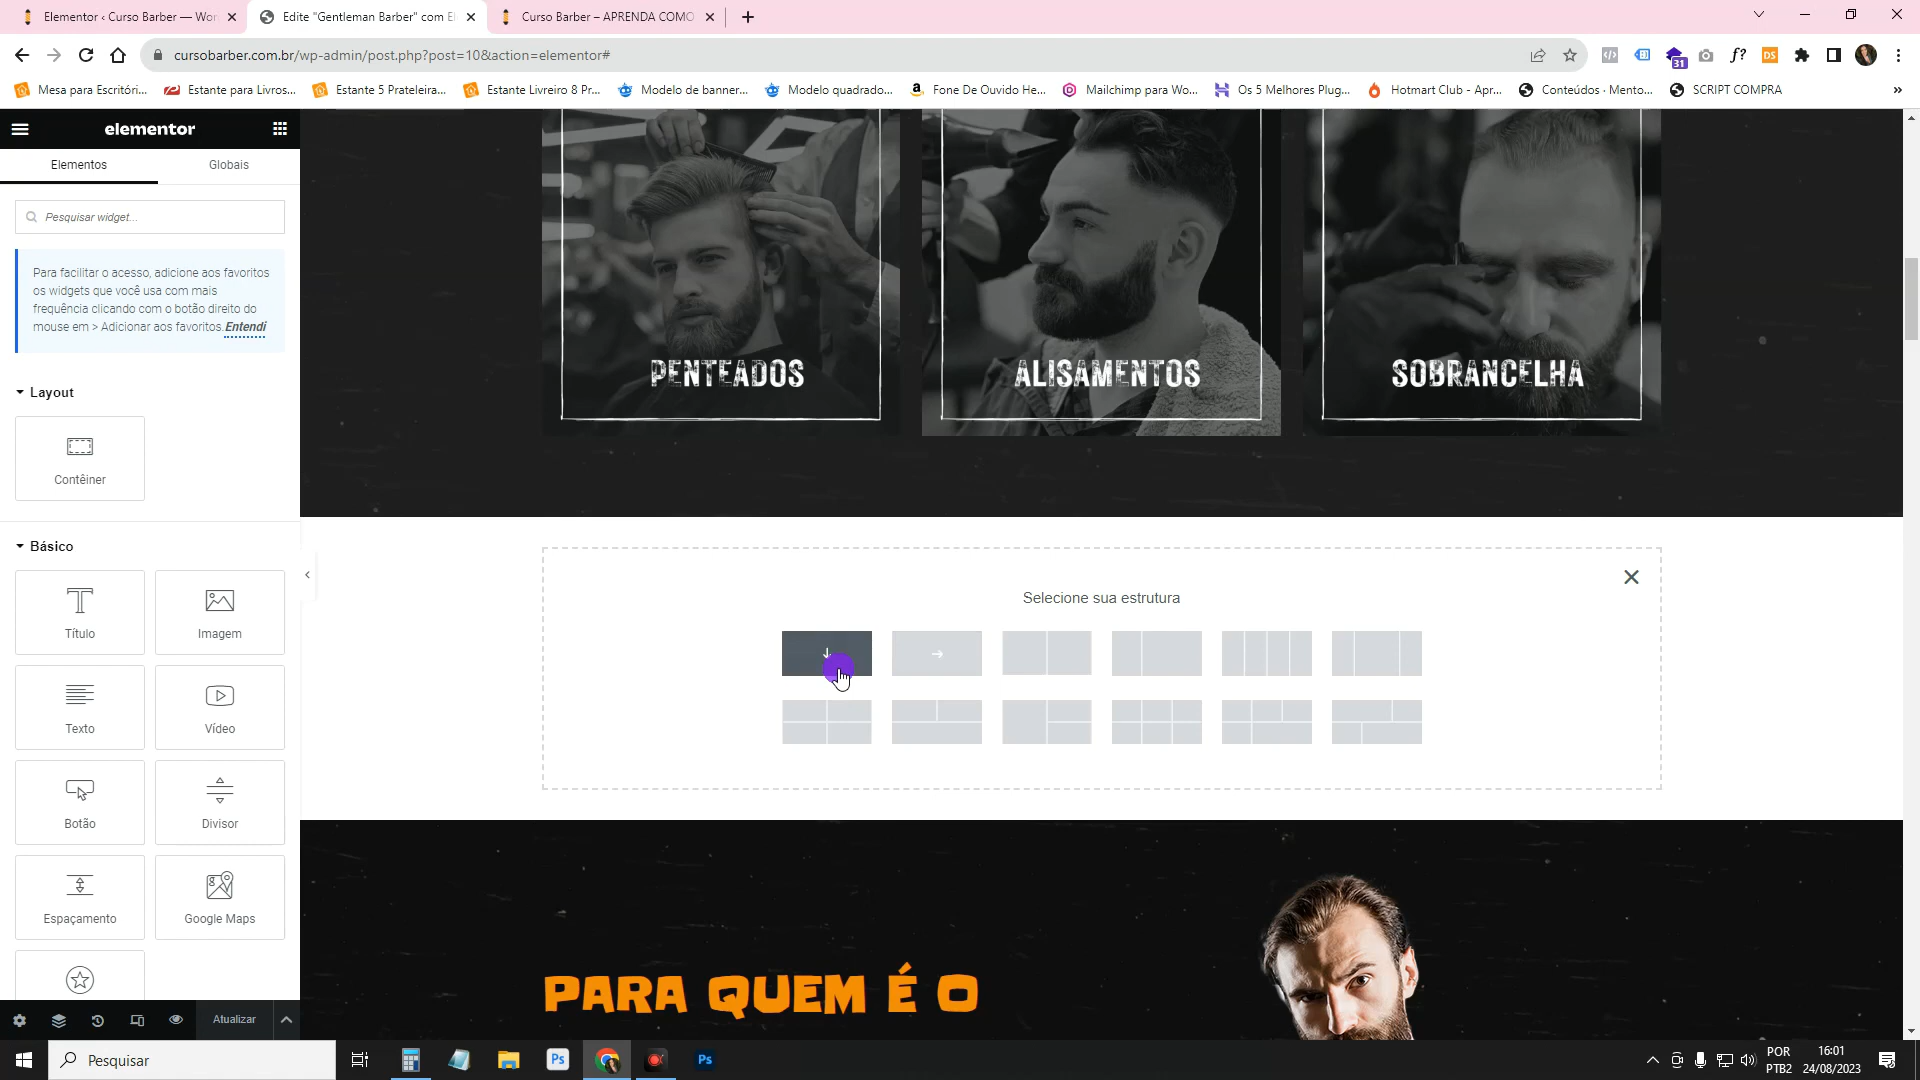 Elementor ‹ Curso Barber — Wor
Edite "Gentleman Barber" com El
Curso Barber – APRENDA COMO
cursobarber.com.br/wp-admin/post.php?post=10&action=elementor#
31
f?
DS
Mesa para Escritóri...
Estante para Livros...
Estante 5 Prateleira...
Estante Livreiro 8 Pr...
Modelo de banner...
Modelo quadrado...
Fone De Ouvido He...
Mailchimp para Wo...
Os 5 Melhores Plug...
Hotmart Club - Apr...
Conteúdos · Mento...
SCRIPT COMPRA
»
elementor
Elementos
Globais
Pesquisar widget...
Para facilitar o acesso, adicione aos favoritos
os widgets que você usa com mais
frequência clicando com o botão direito do
mouse em > Adicionar aos favoritos. Entendi
Layout
Contêiner
Básico
Título
Imagem
Texto
Vídeo
Botão
Divisor
Espaçamento
Google Maps
Atualizar
PENTEADOS
ALISAMENTOS
SOBRANCELHA
Selecione sua estrutura
PARA QUEM É O
Pesquisar
Ps
Ps
POR
PTB2
16:01
24/08/2023